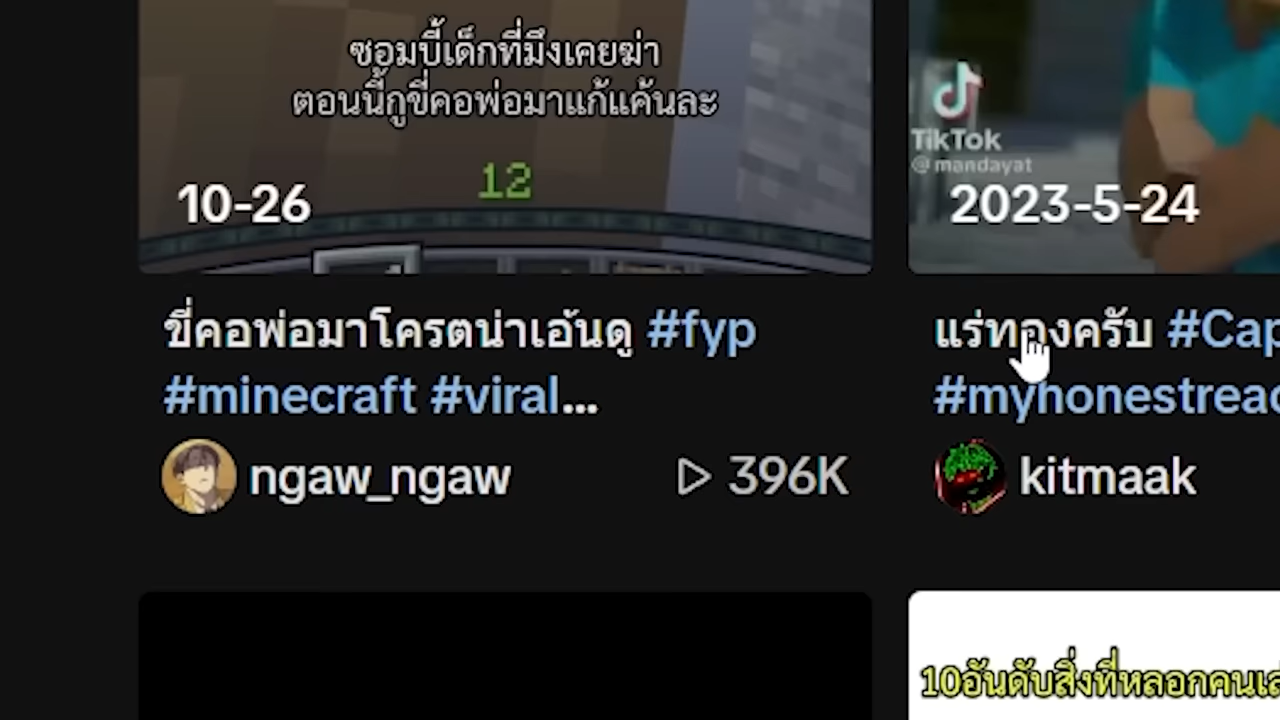 ซอมบี้เด็กที่มึงเคยฆ่า
ตอนนี้กูขี่คอพ่อมาแก้แค้นละ
12
10-26
ขี่คอพ่อมาโครตน่าเอ้นดู #fyp
#minecraft #viral...
ngaw_ngaw
396K
TikTok
@mandayat
2023-5-24
แร่ทองครับ #Cap
#myhonestreac
kitmaak
10อันดับสิ่งที่หลอกคนเล่